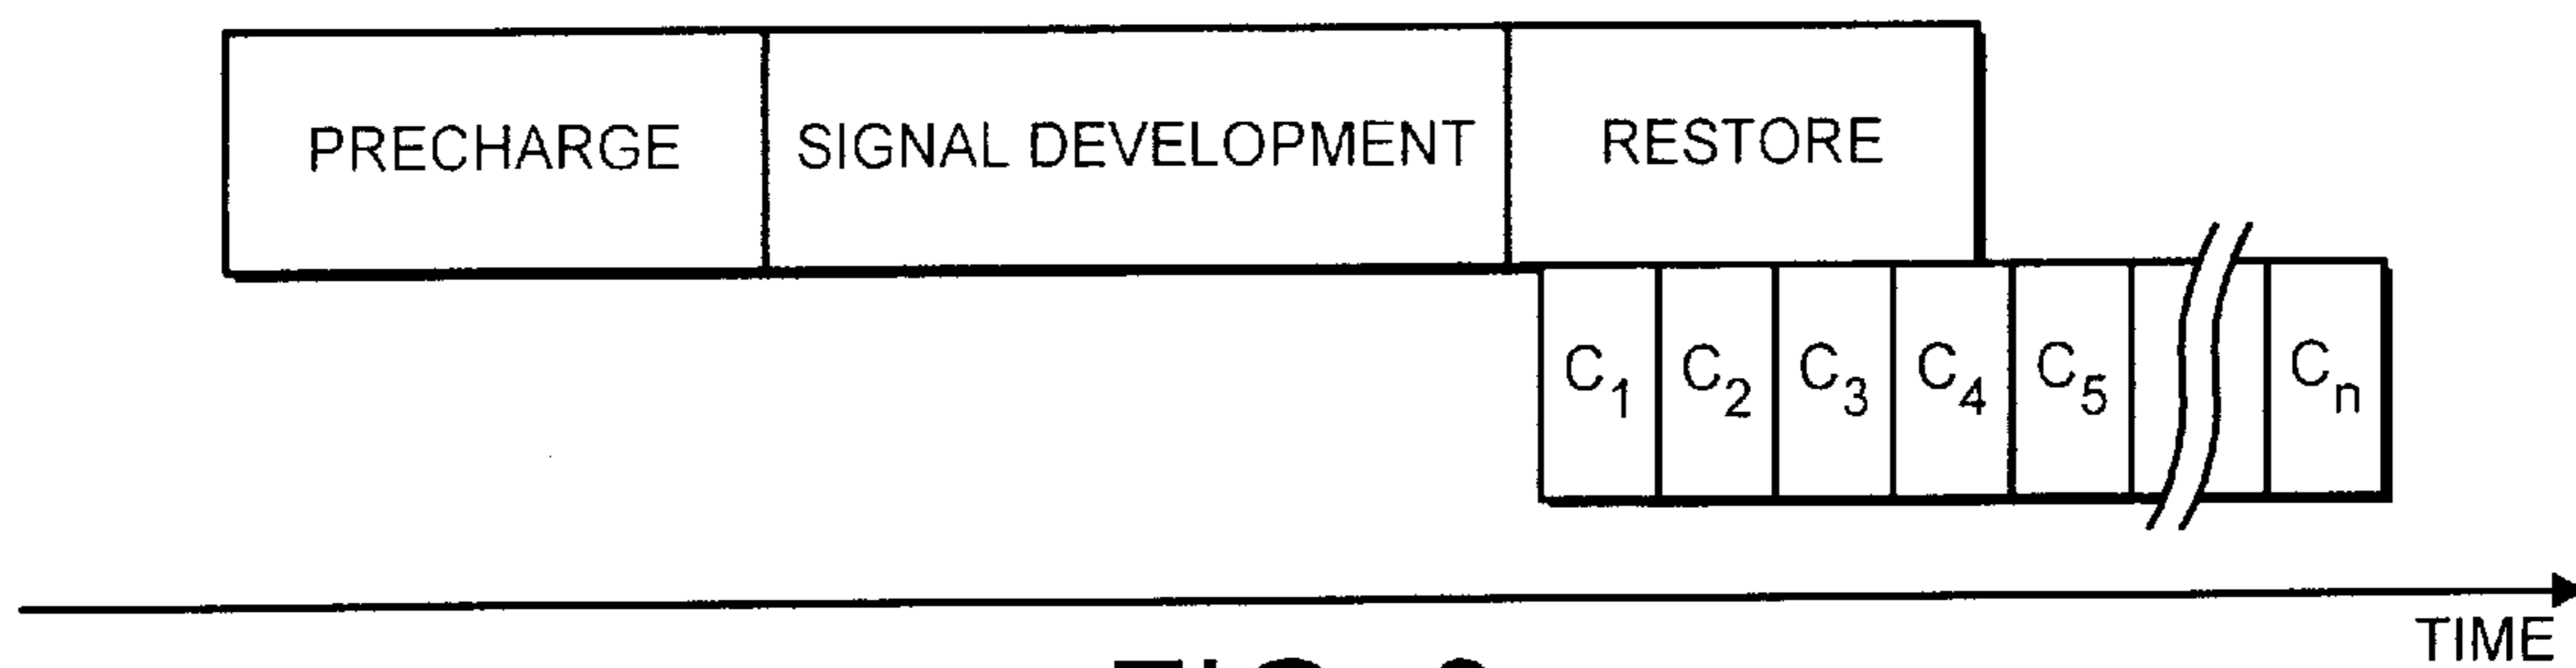 PRECHARGE SIGNAL DEVELOPMENT RESTORE
C1 C2 C3 C4 C5 Cn
TIME